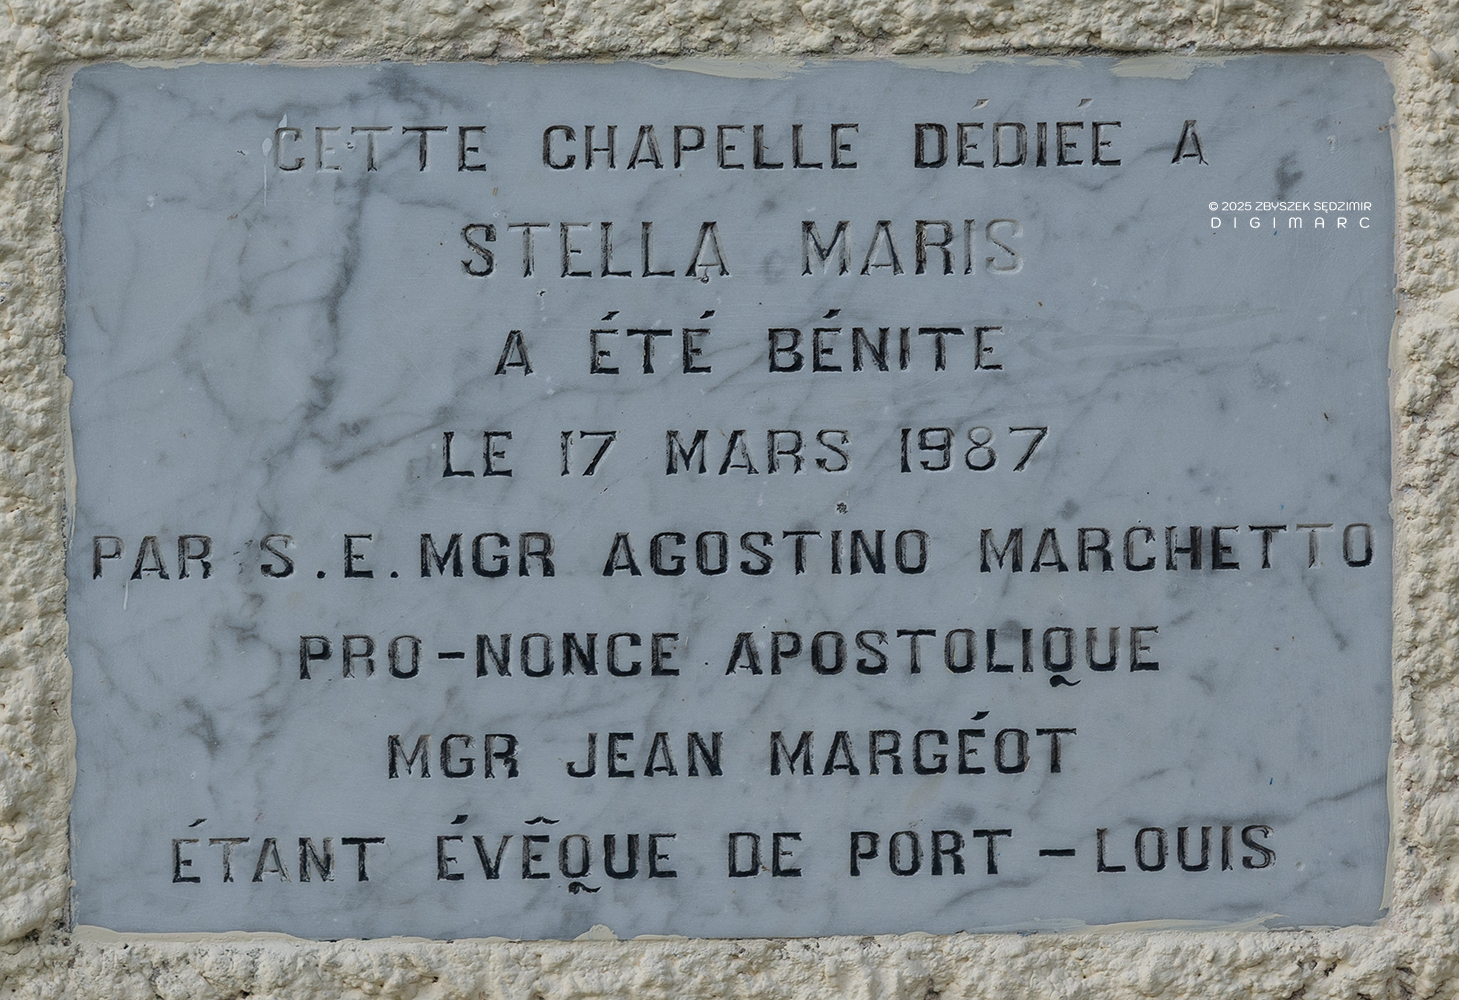 CETTE CHAPELLE DÉDIÉE A
STELLA MARIS
A ÉTÉ BÉNITE
LE 17 MARS 1987
PAR S.E. MGR AGOSTINO MARCHETTO
PRO-NONCE APOSTOLIQUE
MGR JEAN MARGÉOT
ÉTANT ÉVÊQUE DE PORT-LOUIS
© 2025 ZBYSZEK SĘDZIMIR
DIGIMARC